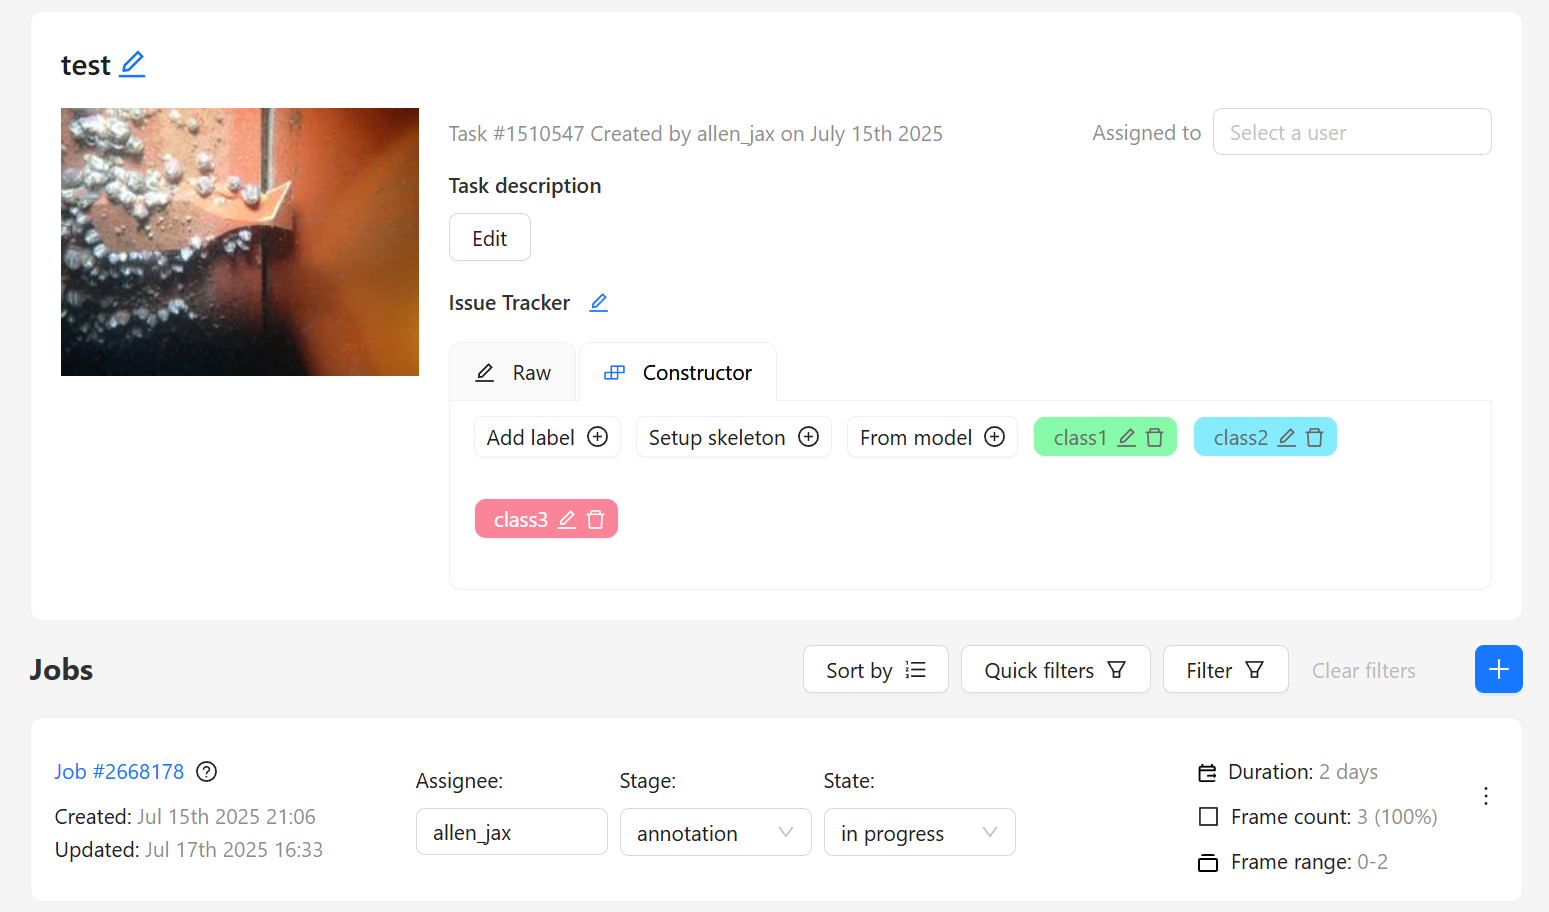 test
Task #1510547 Created by allen_jax on July 15th 2025
Assigned to
Select a user
Task description
Edit
Issue Tracker
Raw
Constructor
Add label
Setup skeleton
From model
class1
class2
class3
Jobs
Sort by
Quick filters
Filter
Clear filters
Job #2668178
Created: Jul 15th 2025 21:06
Updated: Jul 17th 2025 16:33
Assignee:
allen_jax
Stage:
annotation
State:
in progress
Duration: 2 days
Frame count: 3 (100%)
Frame range: 0-2